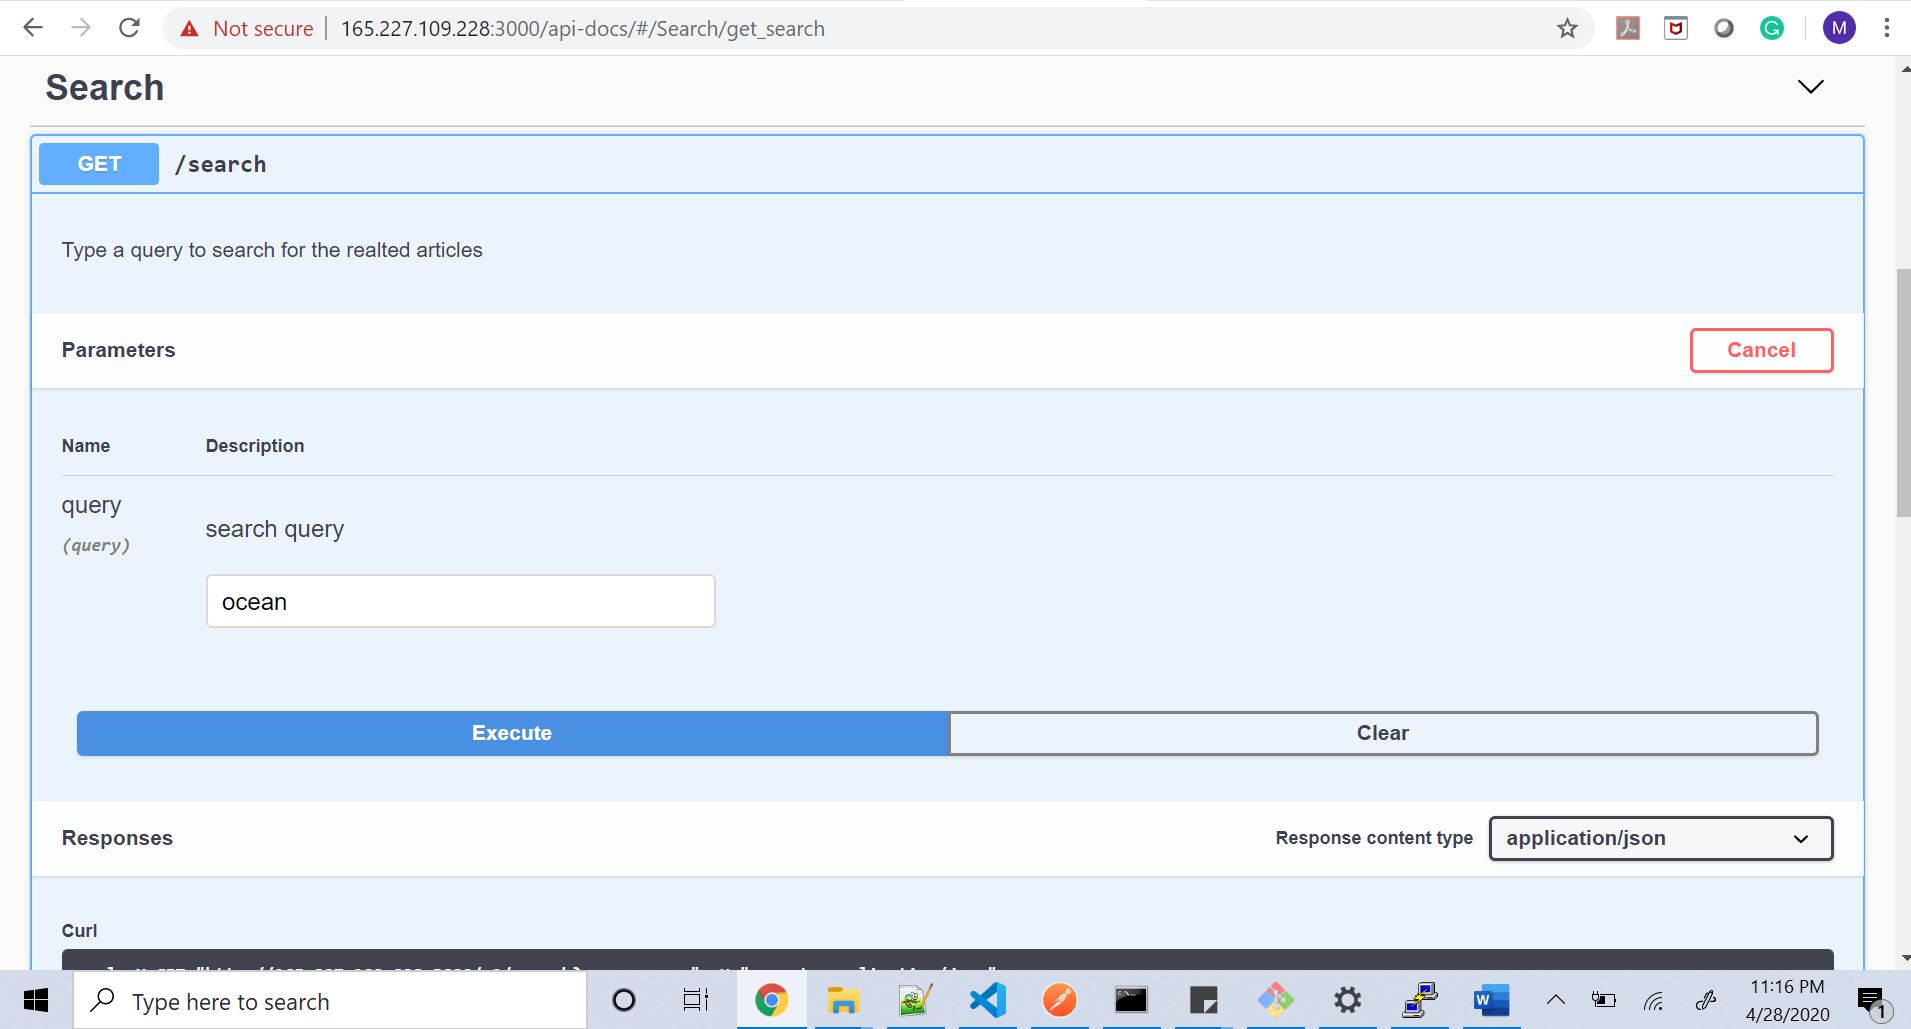 Not secure | 165.227.109.228:3000/api-docs/#/Search/get_search
M
Search
GET /search
Type a query to search for the realted articles
Parameters
Cancel
Name Description
query
(query)
search query
ocean
Execute Clear
Responses
Response content type application/json
Curl
Type here to search
11:16 PM
4/28/2020
1